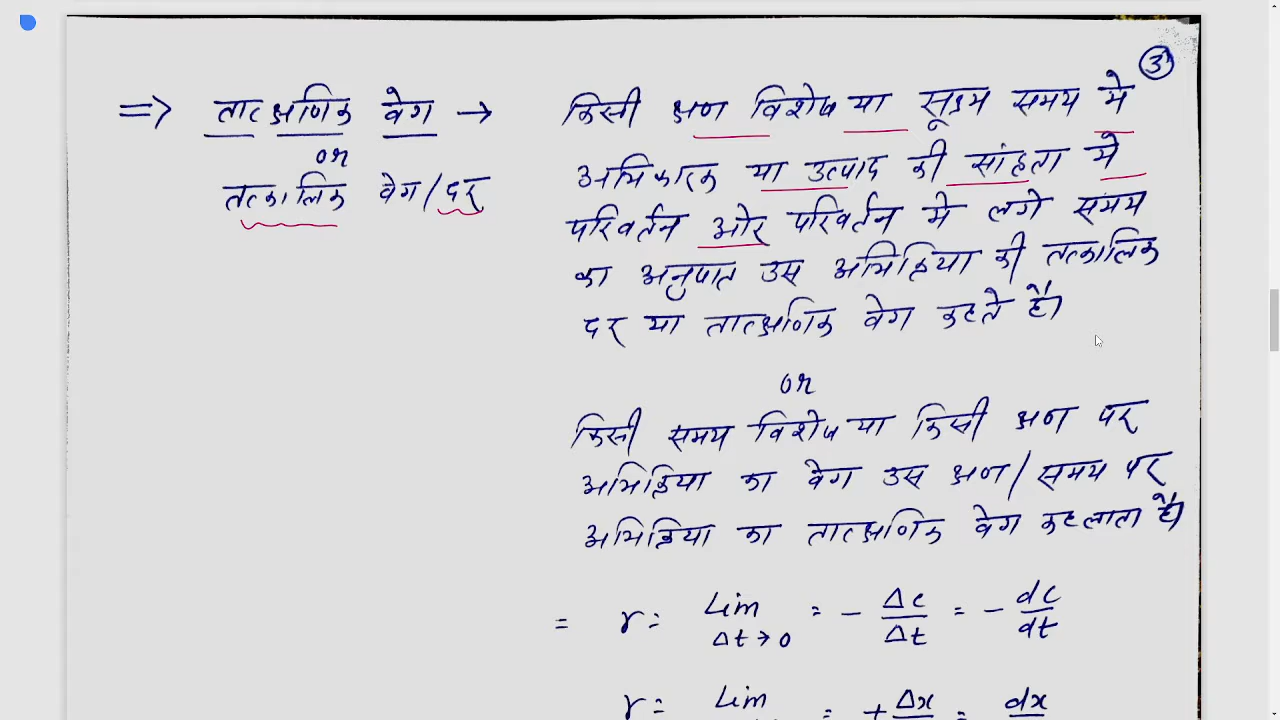 3
=> तात्क्षणिक वेग → किसी क्षण विशेष या सूक्ष्म समय मे
or
तत्कालिक वेग/दर
अभिकारक या उत्पाद की सांद्रता मे
परिवर्तन ओर परिवर्तन मे लगे समय
का अनुपात उस अभिक्रिया की तत्कालिक
दर या तात्क्षणिक वेग कहते है।
or
किसी समय विशेष या किसी क्षण पर
अभिक्रिया का वेग उस क्षण/समय पर
अभिक्रिया का तात्क्षणिक वेग कहलाता है।
= r = Lim Δt→0 = - Δc/Δt = - dc/dt
r = Lim = + Δx = dx